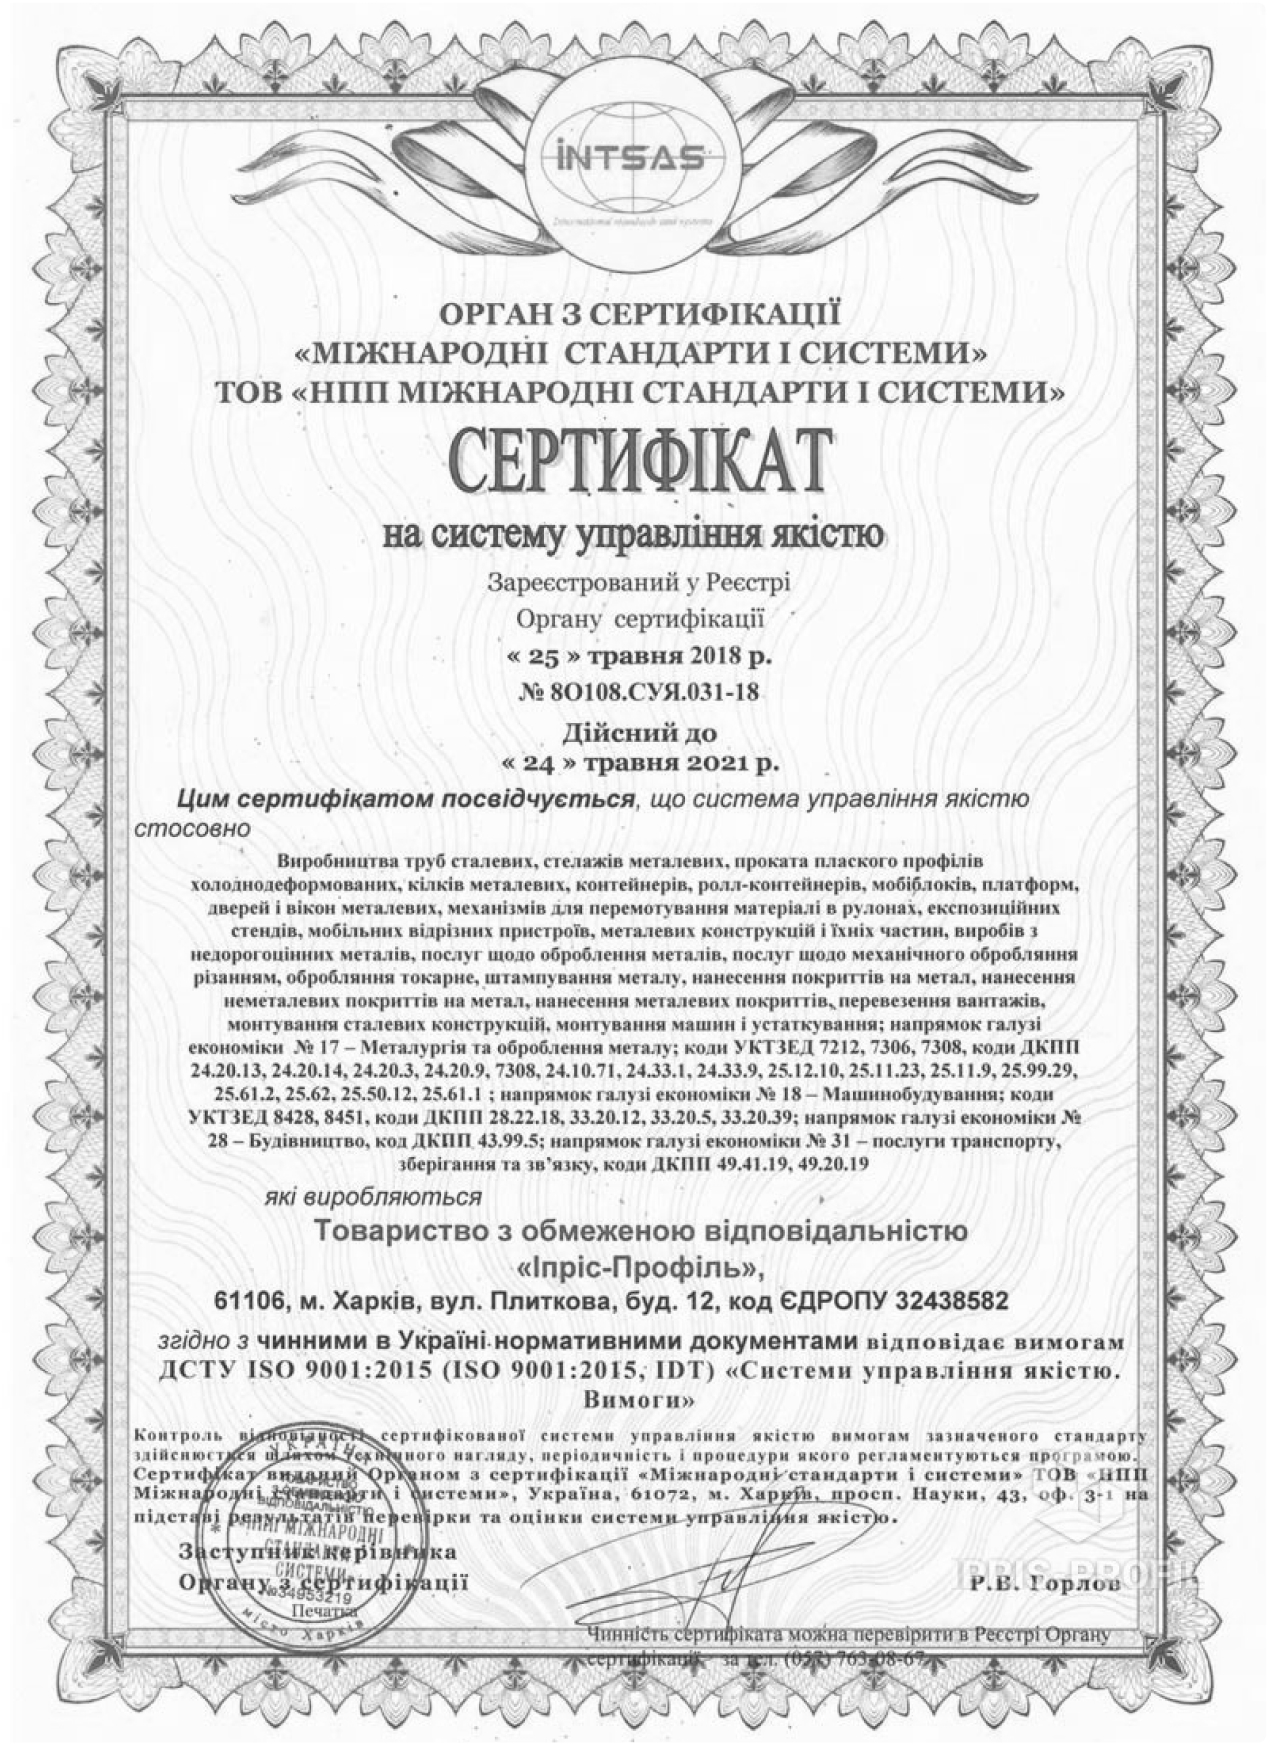 INTSAS
International standards and systems
ОРГАН З СЕРТИФІКАЦІЇ
«МІЖНАРОДНІ СТАНДАРТИ І СИСТЕМИ»
ТОВ «НПП МІЖНАРОДНІ СТАНДАРТИ І СИСТЕМИ»
СЕРТИФІКАТ
на систему управління якістю
Зареєстрований у Реєстрі
Органу сертифікації
« 25 » травня 2018 р.
№ 8О108.СУЯ.031-18
Дійсний до
« 24 » травня 2021 р.
Цим сертифікатом посвідчується, що система управління якістю
стосовно
Виробництва труб сталевих, стелажів металевих, проката плаского профілів
холоднодеформованих, кілків металевих, контейнерів, ролл-контейнерів, мобіблоків, платформ,
дверей і вікон металевих, механізмів для перемотування матеріалі в рулонах, експозиційних
стендів, мобільних відрізних пристроїв, металевих конструкцій і їхніх частин, виробів з
недорогоцінних металів, послуг щодо оброблення металів, послуг щодо механічного обробляння
різанням, обробляння токарне, штампування металу, нанесення покриттів на метал, нанесення
неметалевих покриттів на метал, нанесення металевих покриттів, перевезення вантажів,
монтування сталевих конструкцій, монтування машин і устаткування; напрямок галузі
економіки № 17 – Металургія та оброблення металу; коди УКТЗЕД 7212, 7306, 7308, коди ДКПП
24.20.13, 24.20.14, 24.20.3, 24.20.9, 7308, 24.10.71, 24.33.1, 24.33.9, 25.12.10, 25.11.23, 25.11.9, 25.99.29,
25.61.2, 25.62, 25.50.12, 25.61.1 ; напрямок галузі економіки № 18 – Машинобудування; коди
УКТЗЕД 8428, 8451, коди ДКПП 28.22.18, 33.20.12, 33.20.5, 33.20.39; напрямок галузі економіки №
28 – Будівництво, код ДКПП 43.99.5; напрямок галузі економіки № 31 – послуги транспорту,
зберігання та зв’язку, коди ДКПП 49.41.19, 49.20.19
які виробляються
Товариство з обмеженою відповідальністю
«Іпріс-Профіль»,
61106, м. Харків, вул. Плиткова, буд. 12, код ЄДРОПУ 32438582
згідно з чинними в Україні нормативними документами відповідає вимогам
ДСТУ ISO 9001:2015 (ISO 9001:2015, IDT) «Системи управління якістю.
Вимоги»
Контроль відповідності сертифікованої системи управління якістю вимогам зазначеного стандарту
здійснюється шляхом технічного нагляду, періодичність і процедури якого регламентуються програмою.
Сертифікат виданий Органом з сертифікації «Міжнародні стандарти і системи» ТОВ «НПП
Міжнародні стандарти і системи», Україна, 61072, м. Харків, просп. Науки, 43, оф. 3-1 на
підставі результатів перевірки та оцінки системи управління якістю.
Заступник керівника
Органу з сертифікації
Р.В. Горлов
Печатка
УКРАЇНА
ТОВАРИСТВО
З ОБМЕЖЕНОЮ
ВІДПОВІДАЛЬНІСТЮ
«НПП МІЖНАРОДНІ
СТАНДАРТИ І
СИСТЕМИ»
№34953219
місто Харків
IPRIS-PROFIL
Чинність сертифіката можна перевірити в Реєстрі Органу
сертифікації за тел. (057) 763-08-67